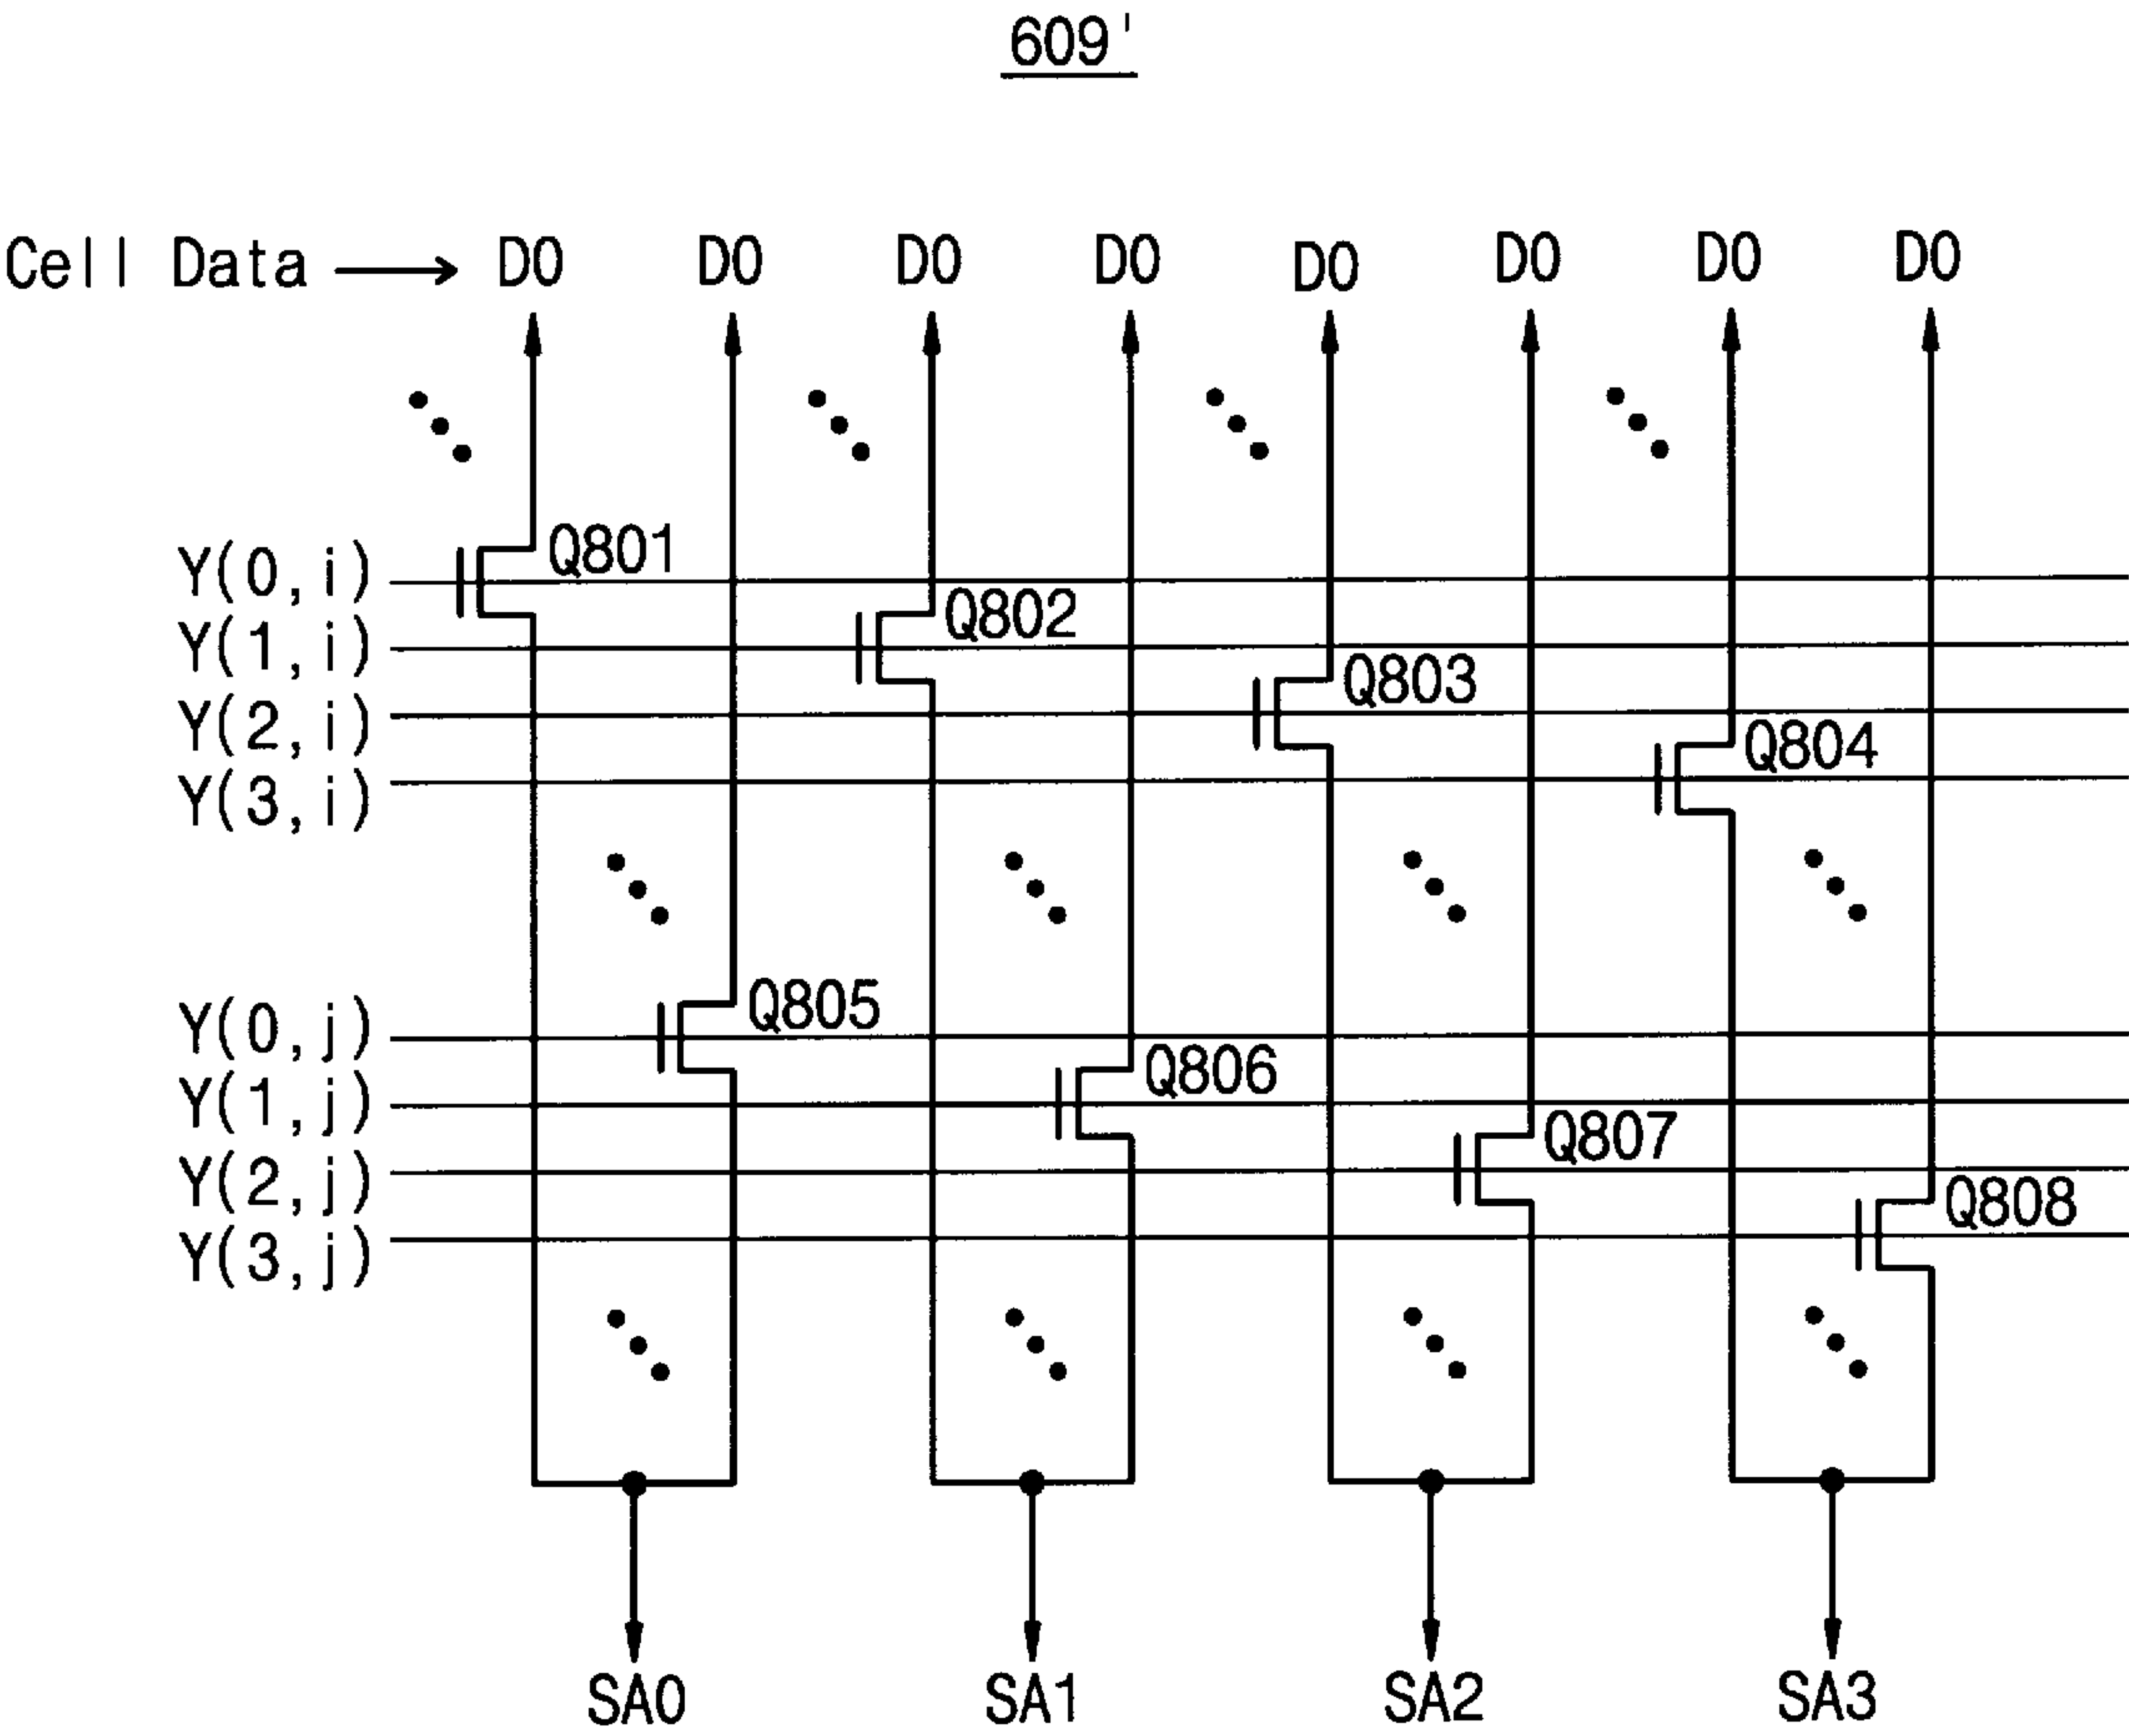 609'
Cell Data → D0 D0 D0 D0 D0 D0 D0 D0
Y(0,i) Q801
Y(1,i) Q802
Y(2,i) Q803
Y(3,i) Q804
Y(0,j) Q805
Y(1,j) Q806
Y(2,j) Q807
Y(3,j) Q808
SA0 SA1 SA2 SA3